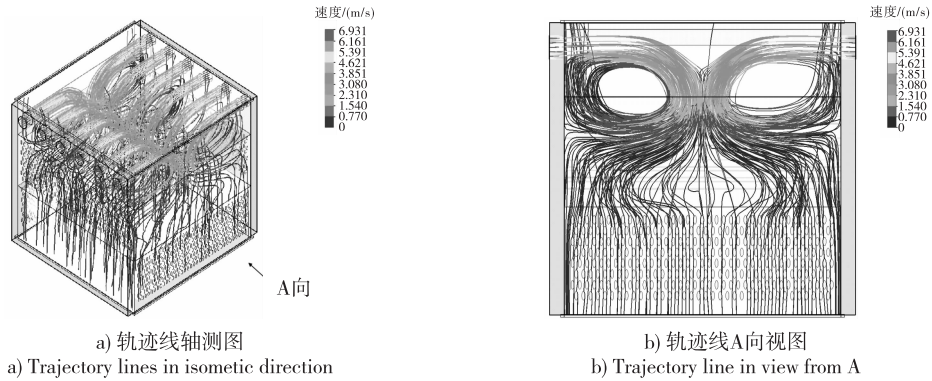 速度/(m/s)
6.931
6.161
5.391
4.621
3.851
3.080
2.310
1.540
0.770
0
A向
a) 轨迹线轴测图
a) Trajectory lines in isometic direction
速度/(m/s)
6.931
6.161
5.391
4.621
3.851
3.080
2.310
1.540
0.770
0
b) 轨迹线A向视图
b) Trajectory line in view from A